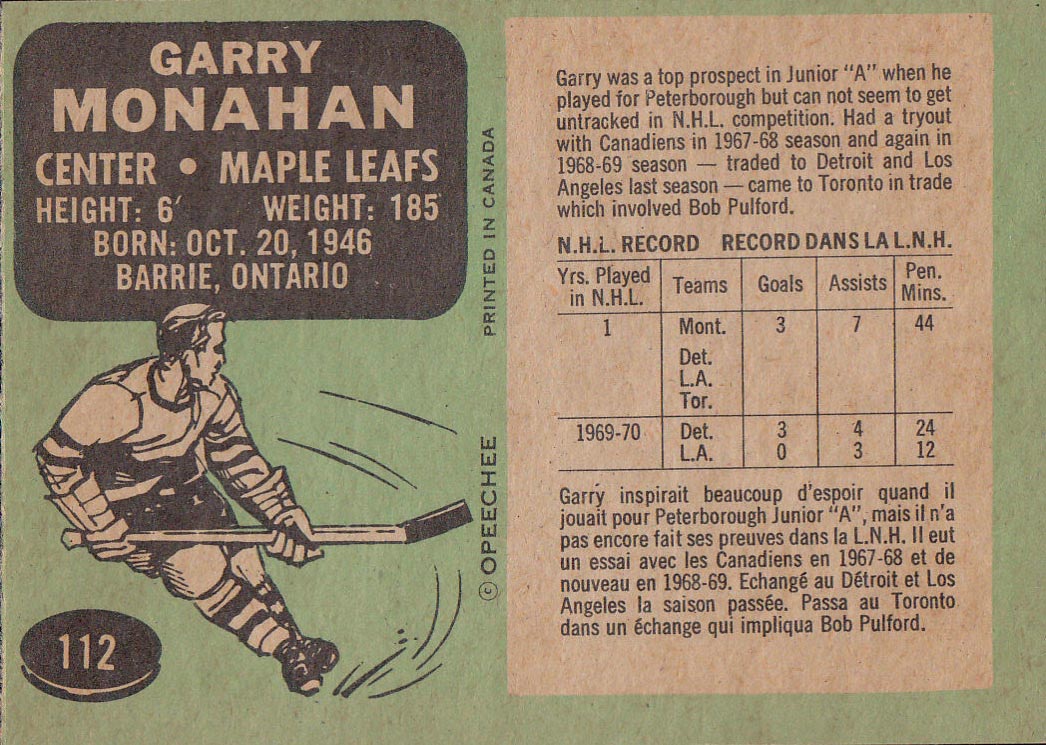 GARRY
MONAHAN
CENTER • MAPLE LEAFS
HEIGHT: 6′ WEIGHT: 185
BORN: OCT. 20, 1946
BARRIE, ONTARIO
112
PRINTED IN CANADA
© OPEECHEE
Garry was a top prospect in Junior "A" when he
played for Peterborough but can not seem to get
untracked in N.H.L. competition. Had a tryout
with Canadiens in 1967-68 season and again in
1968-69 season — traded to Detroit and Los
Angeles last season — came to Toronto in trade
which involved Bob Pulford.
N.H.L. RECORD RECORD DANS LA L.N.H.
Yrs. Played in N.H.L. Teams Goals Assists Pen. Mins.
1 Mont. 3 7 44
Det.
L.A.
Tor.
1969-70 Det. 3 4 24
L.A. 0 3 12
Garry inspirait beaucoup d'espoir quand il
jouait pour Peterborough Junior "A", mais il n'a
pas encore fait ses preuves dans la L.N.H. Il eut
un essai avec les Canadiens en 1967-68 et de
nouveau en 1968-69. Echangé au Détroit et Los
Angeles la saison passée. Passa au Toronto
dans un échange qui impliqua Bob Pulford.